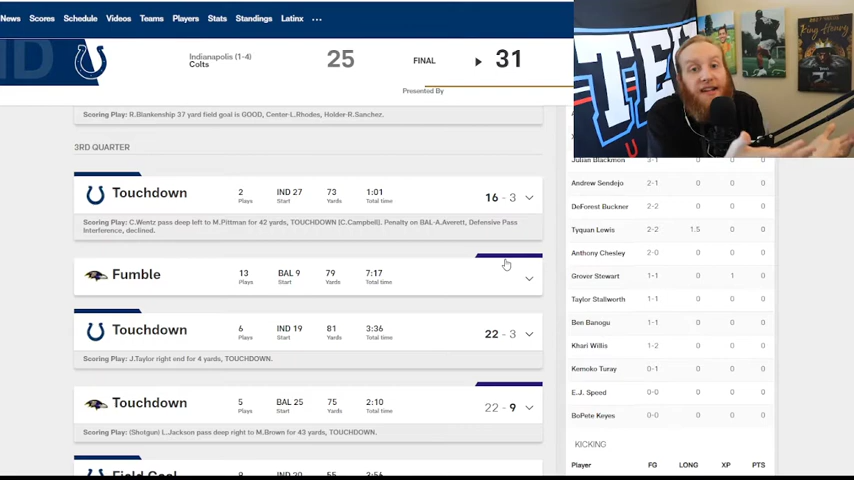 News Scores Schedule Videos Teams Players Stats Standings Latinx ...
Indianapolis (1-4)
Colts
25
FINAL
31
Presented By
Scoring Play: R.Blankenship 37 yard field goal is GOOD, Center-L.Rhodes, Holder-R.Sanchez.
3RD QUARTER
Touchdown
2 IND 27 73 1:01
Plays Start Yards Total time
16 - 3
Scoring Play: C.Wentz pass deep left to M.Pittman for 42 yards, TOUCHDOWN [C.Campbell]. Penalty on BAL-A.Averett, Defensive Pass
Interference, declined.
Fumble
13 BAL 9 79 7:17
Plays Start Yards Total time
Touchdown
6 IND 19 81 3:36
Plays Start Yards Total time
22 - 3
Scoring Play: J.Taylor right end for 4 yards, TOUCHDOWN.
Touchdown
5 BAL 25 75 2:10
Plays Start Yards Total time
22 - 9
Scoring Play: (Shotgun) L.Jackson pass deep right to M.Brown for 43 yards, TOUCHDOWN.
Field Goal
King Henry
Julian Blackmon 3-1 0 0 0
Andrew Sendejo 2-1 0 0 0
DeForest Buckner 2-2 0 0 0
Tyquan Lewis 2-2 1.5 0 0
Anthony Chesley 2-0 0 0 0
Grover Stewart 1-1 0 1 0
Taylor Stallworth 1-1 0 0 0
Ben Banogu 1-1 0 0 0
Khari Willis 1-2 0 0 0
Kemoko Turay 0-1 0 0 0
E.J. Speed 0-0 0 0 0
BoPete Keyes 0-0 0 0 0
KICKING
Player FG LONG XP PTS